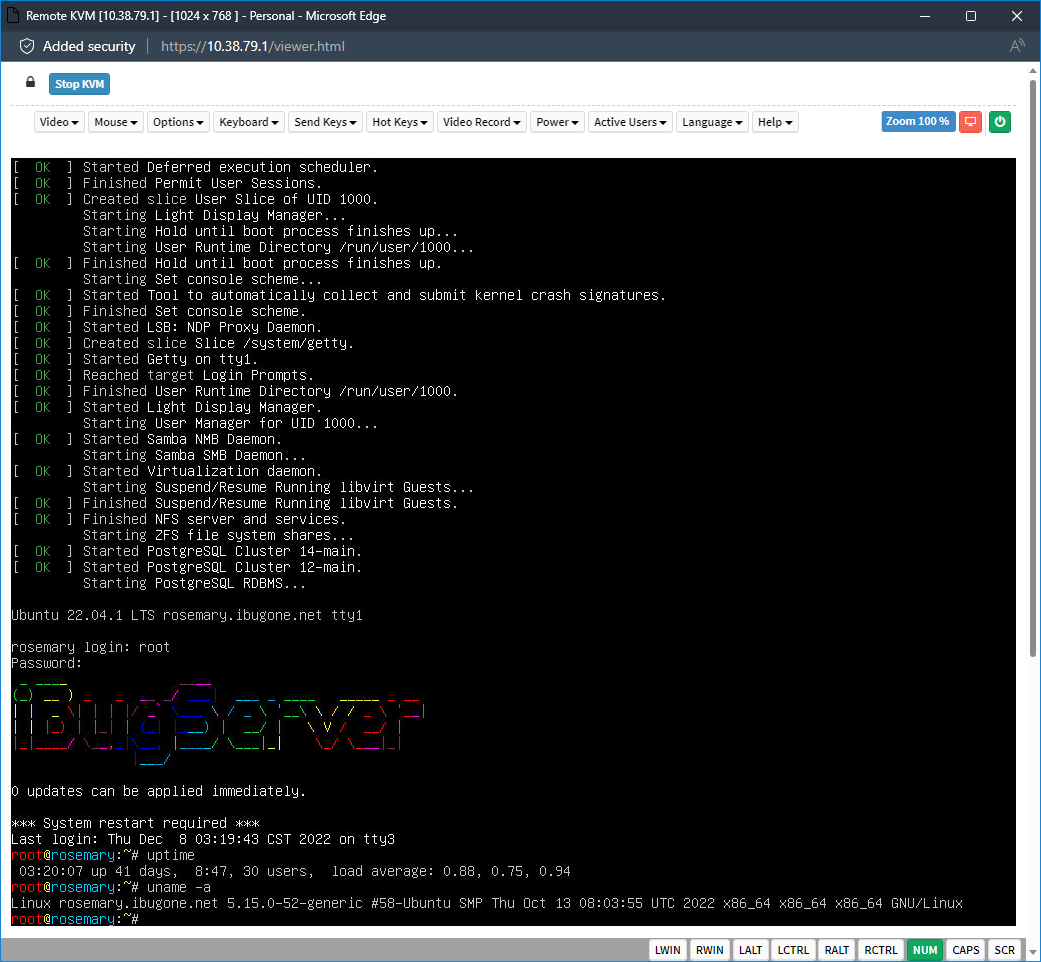 Remote KVM [10.38.79.1] - [1024 x 768 ] - Personal - Microsoft Edge
Added security https://10.38.79.1/viewer.html
Stop KVM
Video Mouse Options Keyboard Send Keys Hot Keys Video Record Power Active Users Language Help Zoom 100 %
[  OK  ] Started Deferred execution scheduler.
[  OK  ] Finished Permit User Sessions.
[  OK  ] Created slice User Slice of UID 1000.
Starting Light Display Manager...
Starting Hold until boot process finishes up...
Starting User Runtime Directory /run/user/1000...
[  OK  ] Finished Hold until boot process finishes up.
Starting Set console scheme...
[  OK  ] Started Tool to automatically collect and submit kernel crash signatures.
[  OK  ] Finished Set console scheme.
[  OK  ] Started LSB: NDP Proxy Daemon.
[  OK  ] Created slice Slice /system/getty.
[  OK  ] Started Getty on tty1.
[  OK  ] Reached target Login Prompts.
[  OK  ] Finished User Runtime Directory /run/user/1000.
[  OK  ] Started Light Display Manager.
Starting User Manager for UID 1000...
[  OK  ] Started Samba NMB Daemon.
Starting Samba SMB Daemon...
[  OK  ] Started Virtualization daemon.
Starting Suspend/Resume Running libvirt Guests...
[  OK  ] Finished Suspend/Resume Running libvirt Guests.
[  OK  ] Finished NFS server and services.
Starting ZFS file system shares...
[  OK  ] Started PostgreSQL Cluster 14-main.
[  OK  ] Started PostgreSQL Cluster 12-main.
Starting PostgreSQL RDBMS...
Ubuntu 22.04.1 LTS rosemary.ibugone.net tty1
rosemary login: root
Password:
iBugServer
0 updates can be applied immediately.
*** System restart required ***
Last login: Thu Dec  8 03:19:43 CST 2022 on tty3
root@rosemary:~# uptime
03:20:07 up 41 days,  8:47, 30 users,  load average: 0.88, 0.75, 0.94
root@rosemary:~# uname -a
Linux rosemary.ibugone.net 5.15.0-52-generic #58-Ubuntu SMP Thu Oct 13 08:03:55 UTC 2022 x86_64 x86_64 x86_64 GNU/Linux
root@rosemary:~#
LWIN RWIN LALT LCTRL RALT RCTRL NUM CAPS SCR